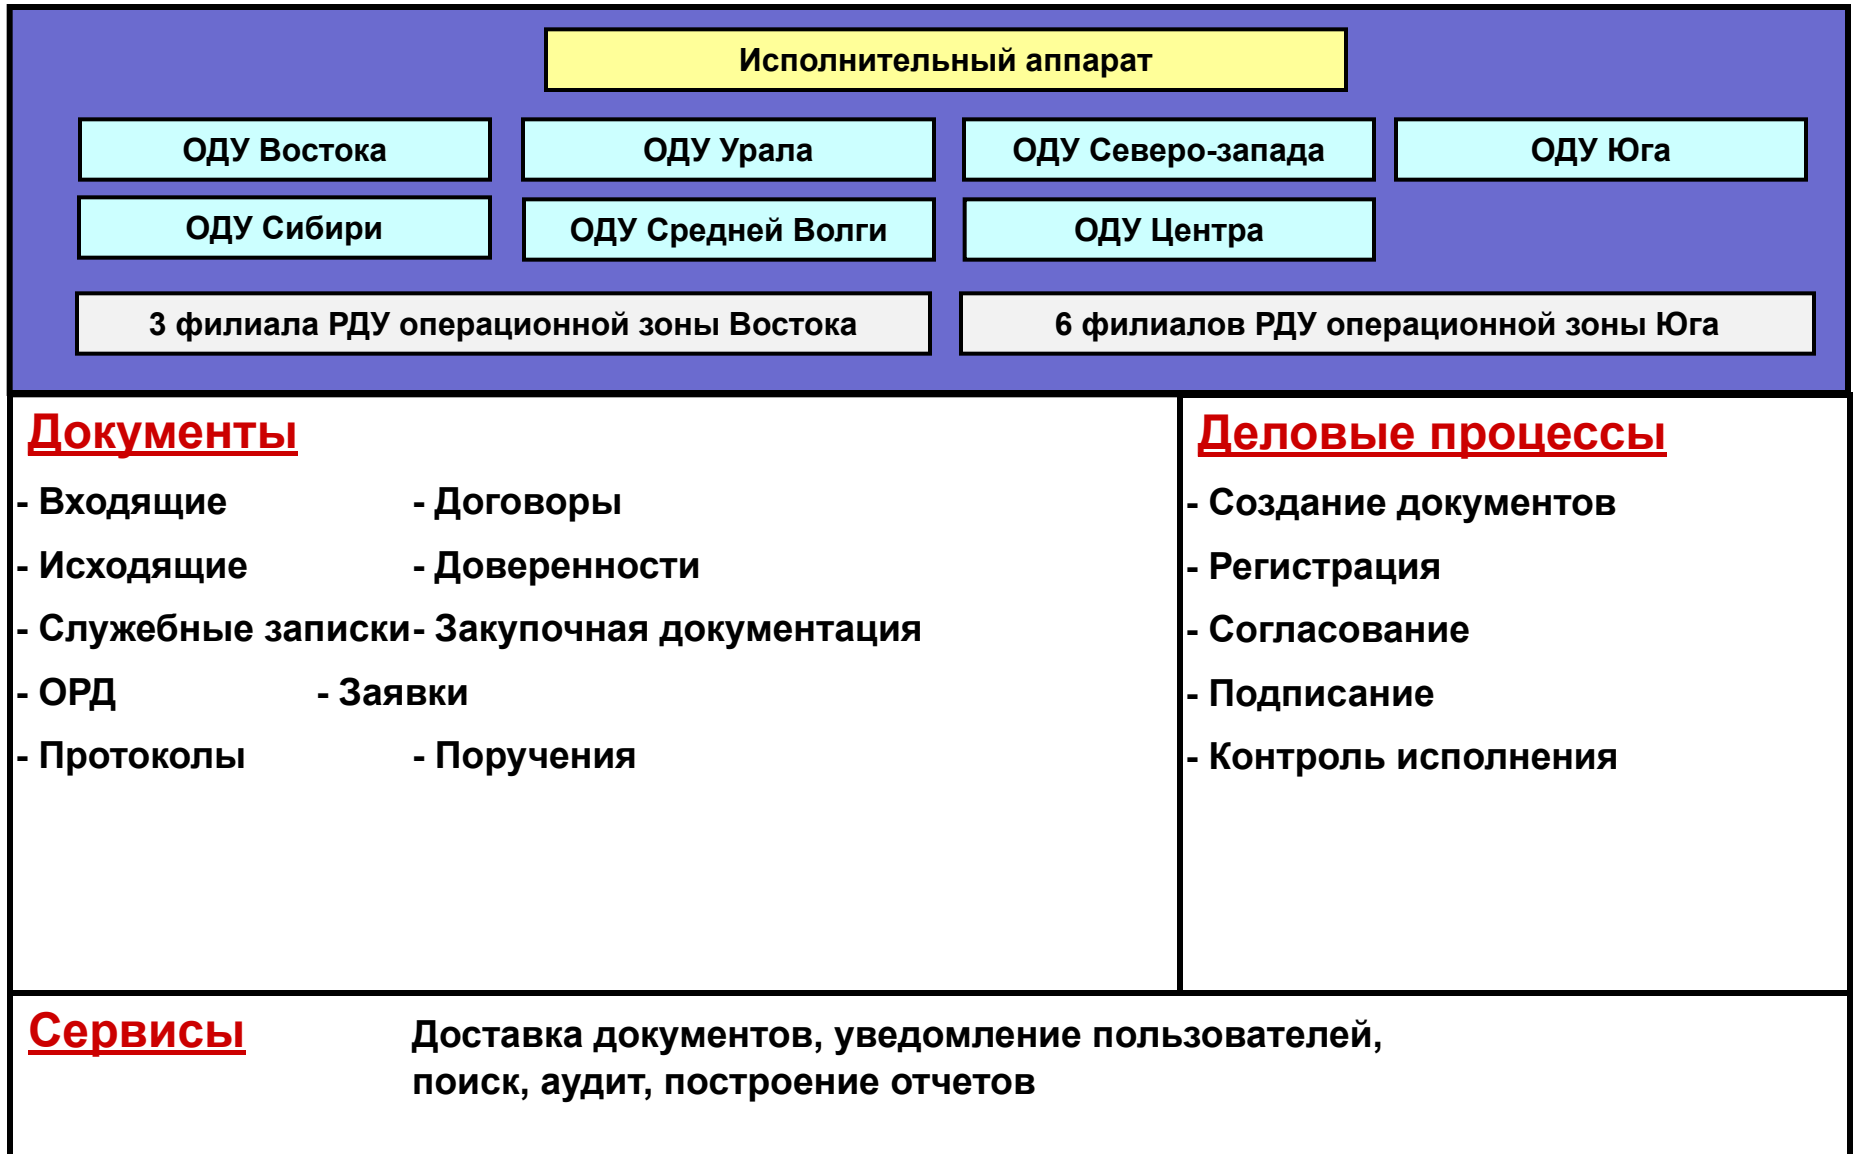 Исполнительный аппарат
ОДУ Востока
ОДУ Урала
ОДУ Северо-запада
ОДУ Юга
ОДУ Сибири
ОДУ Средней Волги
ОДУ Центра
3 филиала РДУ операционной зоны Востока
6 филиалов РДУ операционной зоны Юга
Документы
- Входящие - Договоры
- Исходящие - Доверенности
- Служебные записки- Закупочная документация
- ОРД - Заявки
- Протоколы - Поручения
Деловые процессы
- Создание документов
- Регистрация
- Согласование
- Подписание
- Контроль исполнения
Сервисы
Доставка документов, уведомление пользователей,
поиск, аудит, построение отчетов